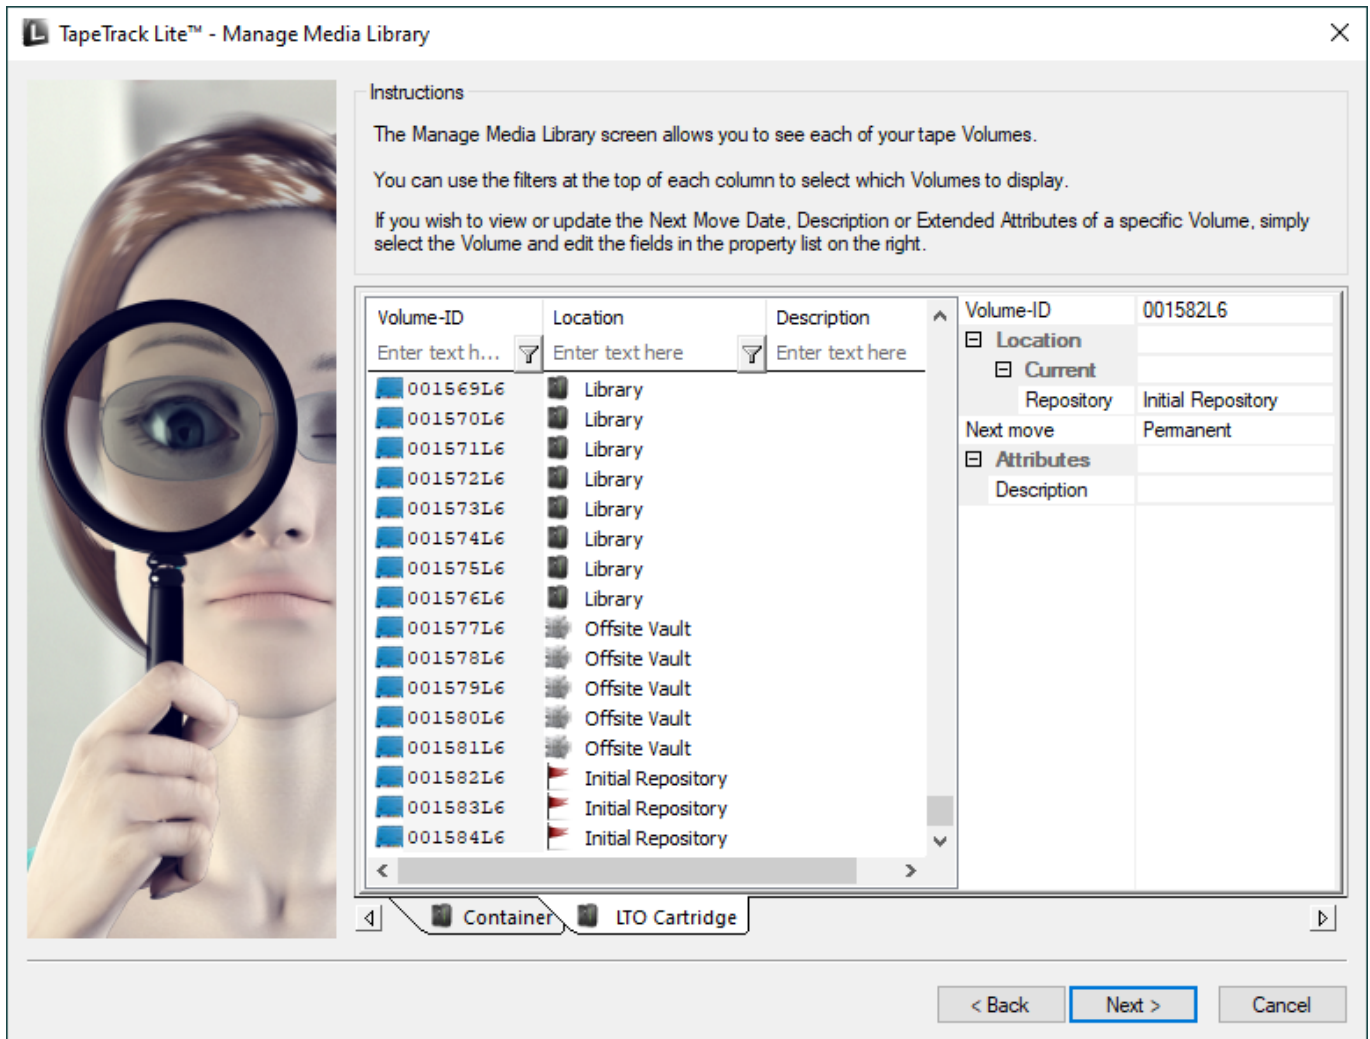 TapeTrack Lite™ - Manage Media Library
Instructions
The Manage Media Library screen allows you to see each of your tape Volumes.
You can use the filters at the top of each column to select which Volumes to display.
If you wish to view or update the Next Move Date, Description or Extended Attributes of a specific Volume, simply
select the Volume and edit the fields in the property list on the right.
Volume-ID Location Description
Enter text h... Enter text here Enter text here
001569L6 Library
001570L6 Library
001571L6 Library
001572L6 Library
001573L6 Library
001574L6 Library
001575L6 Library
001576L6 Library
001577L6 Offsite Vault
001578L6 Offsite Vault
001579L6 Offsite Vault
001580L6 Offsite Vault
001581L6 Offsite Vault
001582L6 Initial Repository
001583L6 Initial Repository
001584L6 Initial Repository
Volume-ID 001582L6
Location
Current
Repository Initial Repository
Next move Permanent
Attributes
Description
Container LTO Cartridge
< Back Next > Cancel